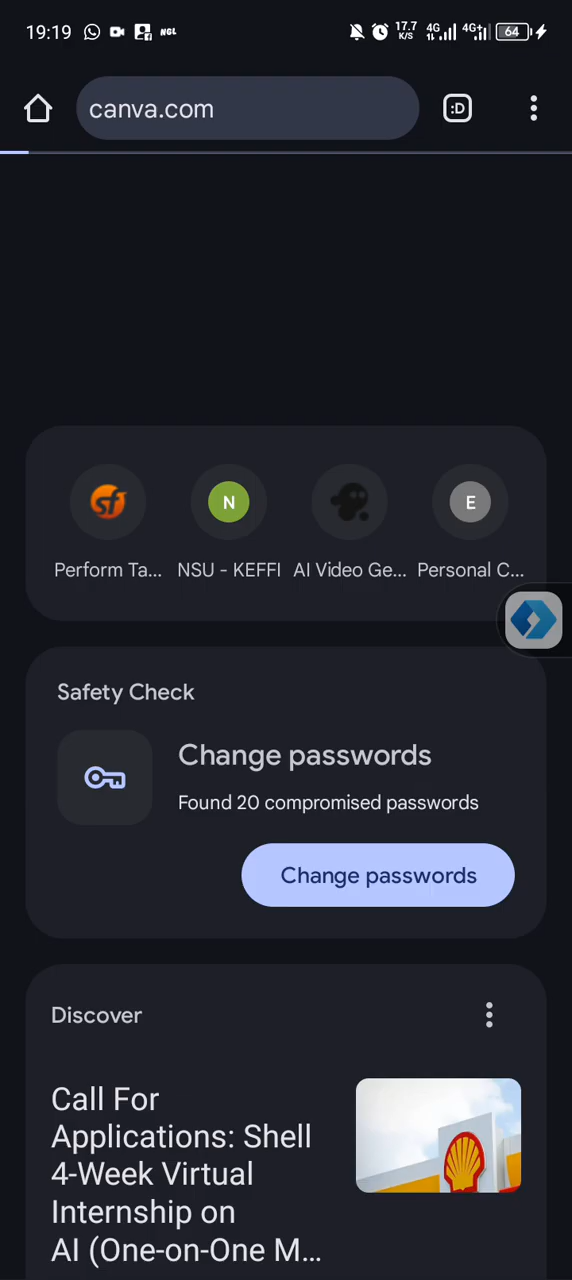 19:19 NGL 17.7 K/S 4G 4G+ 64
canva.com :D
sf N E
Perform Ta... NSU - KEFFI AI Video Ge... Personal C...
Safety Check
Change passwords
Found 20 compromised passwords
Change passwords
Discover
Call For
Applications: Shell
4-Week Virtual
Internship on
AI (One-on-One M...